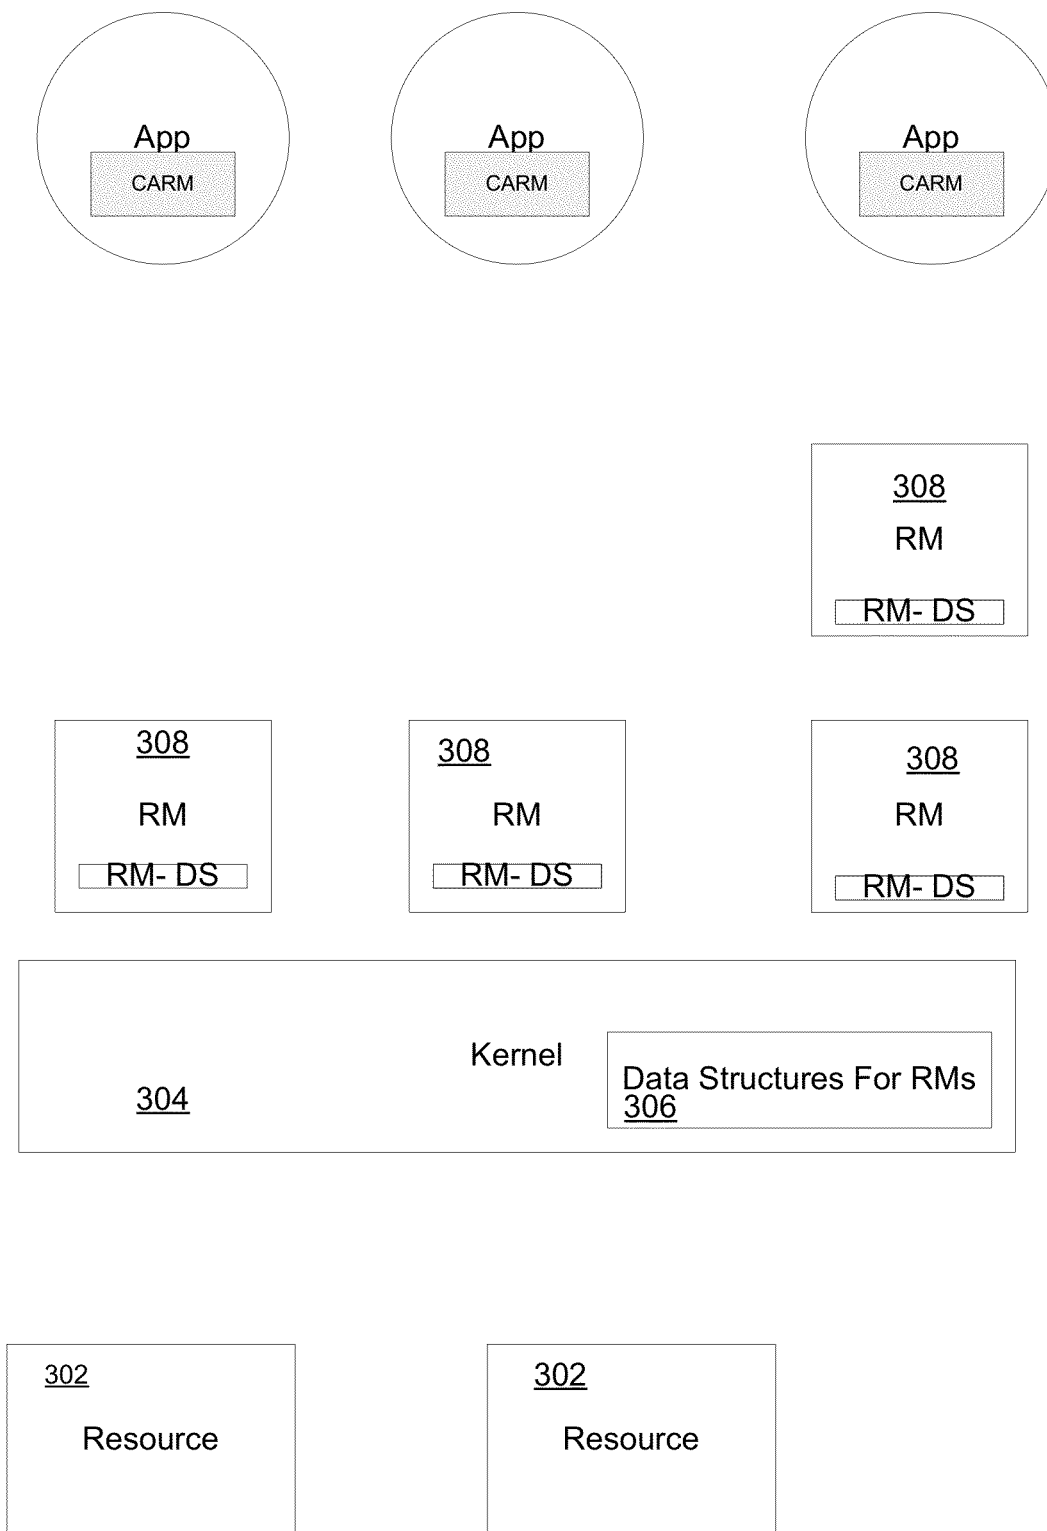 App
CARM
App
CARM
App
CARM
308
RM
RM- DS
308
RM
RM- DS
308
RM
RM- DS
308
RM
RM- DS
Kernel
304
Data Structures For RMs
306
302
Resource
302
Resource